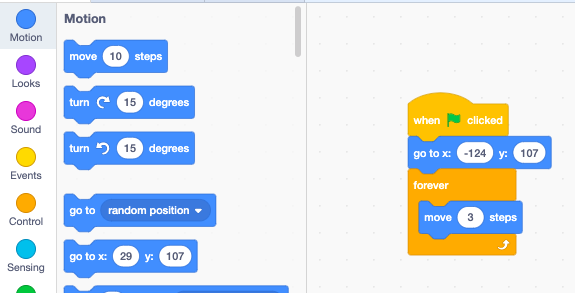 Motion
Looks
Sound
Events
Control
Sensing
Motion
move 10 steps
turn 15 degrees
turn 15 degrees
go to random position
go to x: 29 y: 107
when clicked
go to x: -124 y: 107
forever
move 3 steps